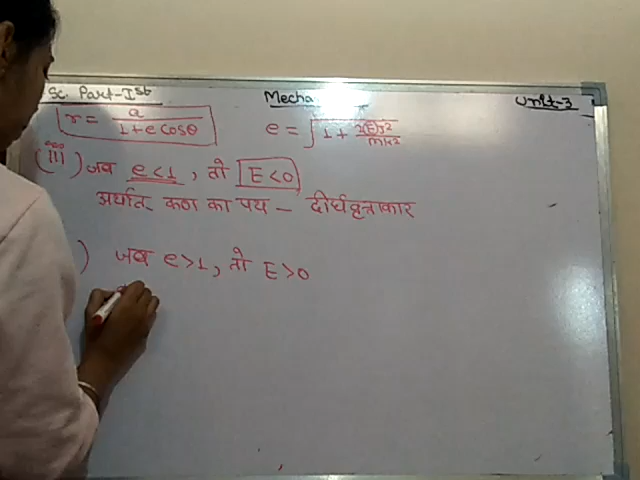 Sc. Part-Ist Mecha Unit-3
r = a / 1+e cosθ e = √1 + 2(E)J2 / mk2
(iii) जब e<1, तो E<0
अर्थात कण का पथ – दीर्घवृत्ताकार
) जब e>1, तो E>0